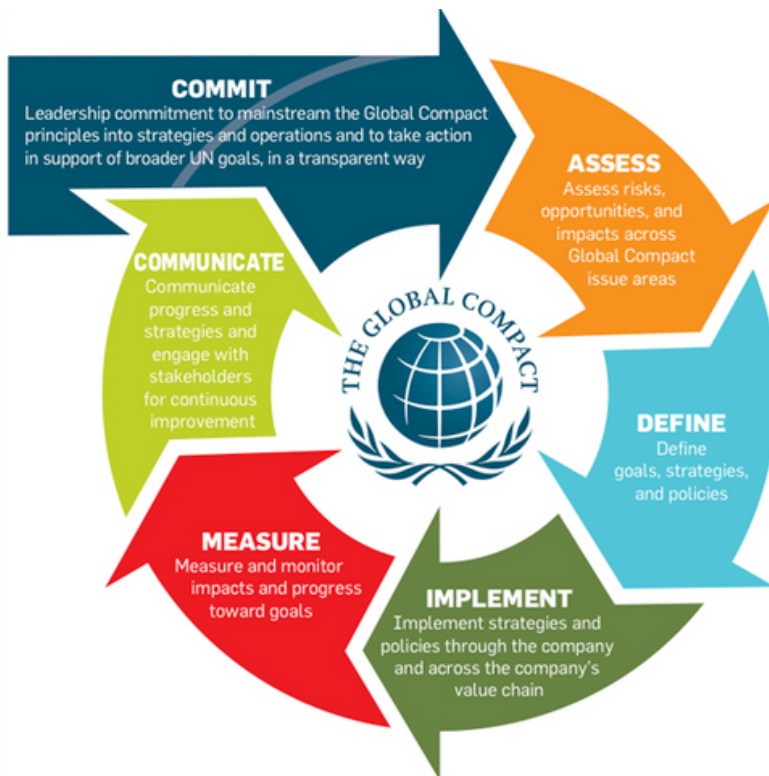 COMMIT
Leadership commitment to mainstream the Global Compact
principles into strategies and operations and to take action
in support of broader UN goals, in a transparent way
ASSESS
Assess risks,
opportunities, and
impacts across
Global Compact
issue areas
DEFINE
Define
goals, strategies,
and policies
IMPLEMENT
Implement strategies and
policies through the company
and across the company's
value chain
MEASURE
Measure and monitor
impacts and progress
toward goals
COMMUNICATE
Communicate
progress and
strategies and
engage with
stakeholders
for continuous
improvement
THE GLOBAL COMPACT